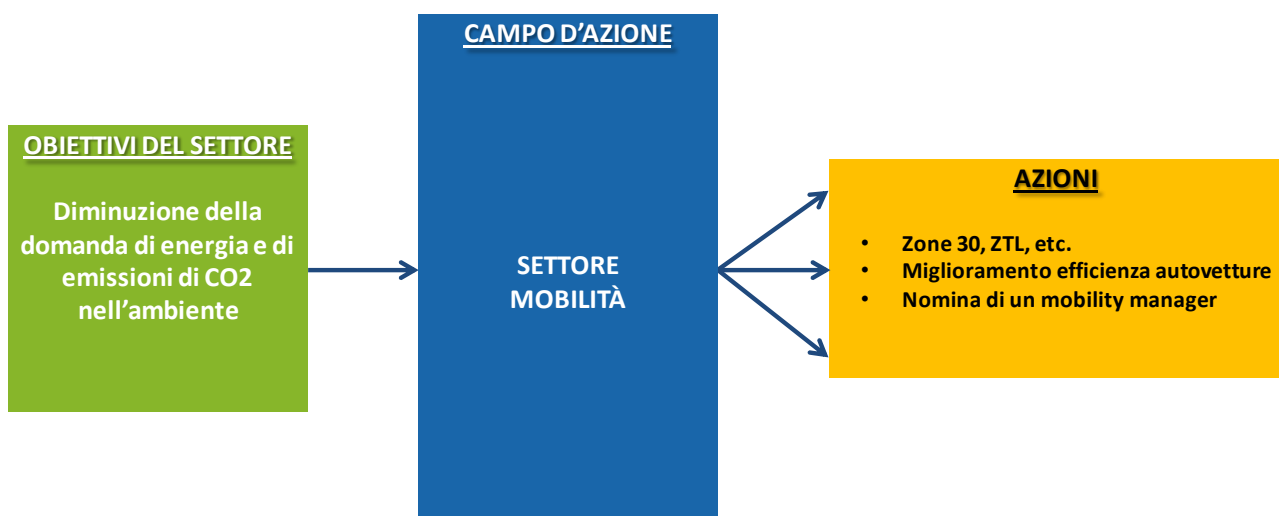 OBIETTIVI DEL SETTORE
Diminuzione della
domanda di energia e di
emissioni di CO2
nell'ambiente
CAMPO D'AZIONE
SETTORE
MOBILITÀ
AZIONI
• Zone 30, ZTL, etc.
• Miglioramento efficienza autovetture
• Nomina di un mobility manager